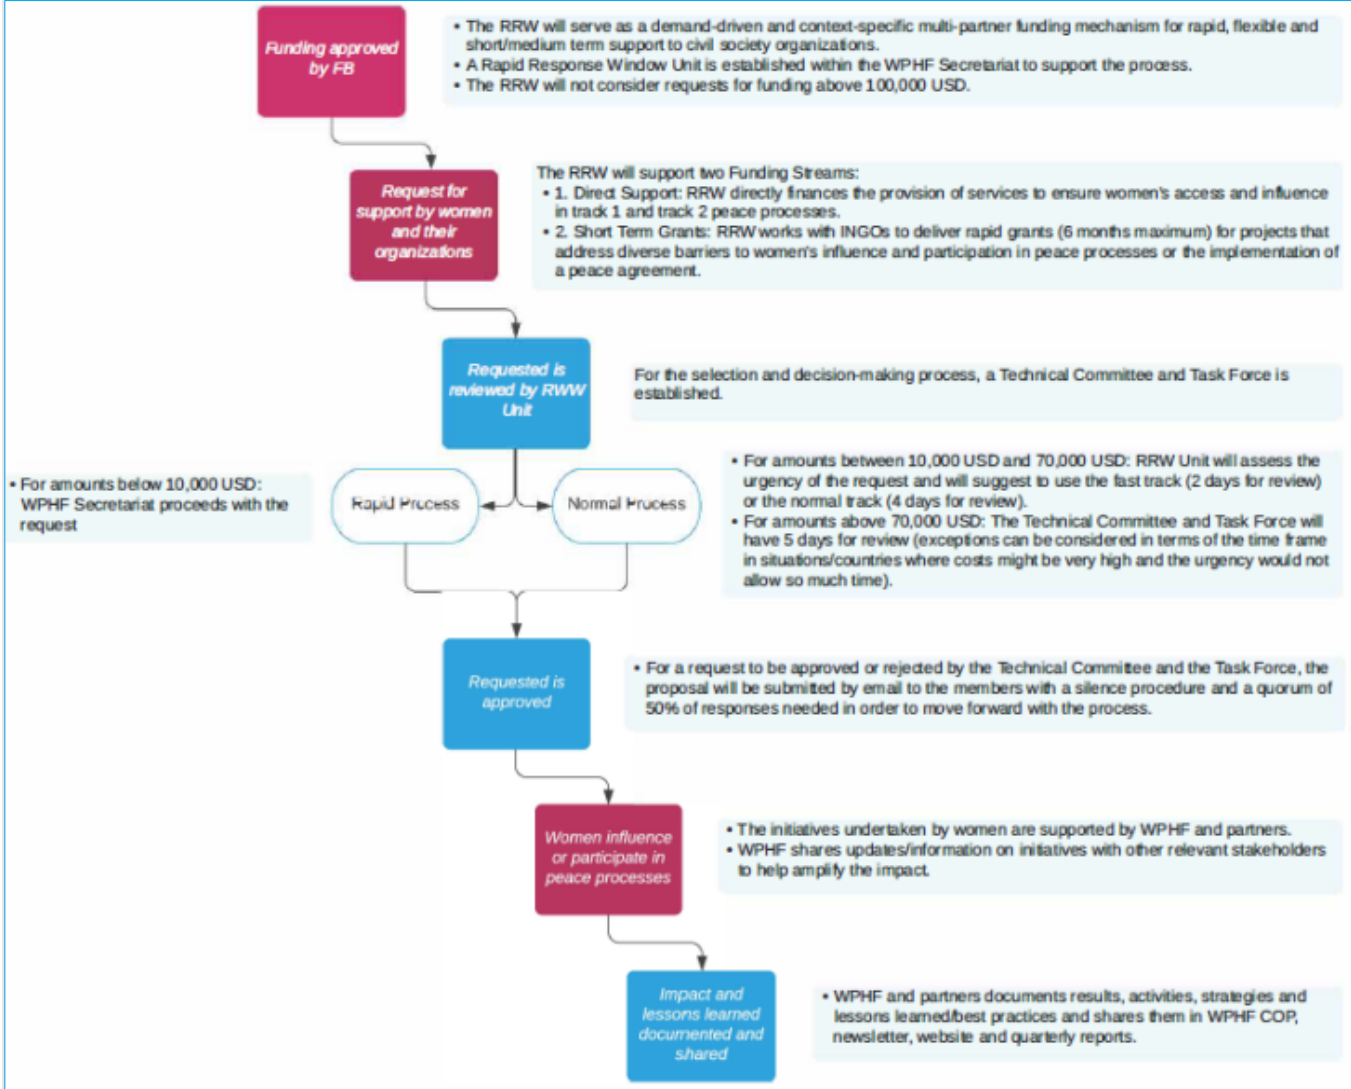 Funding approved
by FB
• The RRW will serve as a demand-driven and context-specific multi-partner funding mechanism for rapid, flexible and
short/medium term support to civil society organizations.
• A Rapid Response Window Unit is established within the WPHF Secretariat to support the process.
• The RRW will not consider requests for funding above 100,000 USD.
Request for
support by women
and their
organizations
The RRW will support two Funding Streams:
• 1. Direct Support: RRW directly finances the provision of services to ensure women's access and influence
in track 1 and track 2 peace processes.
• 2. Short Term Grants: RRW works with INGOs to deliver rapid grants (6 months maximum) for projects that
address diverse barriers to women's influence and participation in peace processes or the implementation of
a peace agreement.
Requested is
reviewed by RWW
Unit
For the selection and decision-making process, a Technical Committee and Task Force is
established.
• For amounts below 10,000 USD:
WPHF Secretariat proceeds with the
request
Rapid Process
Normal Process
• For amounts between 10,000 USD and 70,000 USD: RRW Unit will assess the
urgency of the request and will suggest to use the fast track (2 days for review)
or the normal track (4 days for review).
• For amounts above 70,000 USD: The Technical Committee and Task Force will
have 5 days for review (exceptions can be considered in terms of the time frame
in situations/countries where costs might be very high and the urgency would not
allow so much time).
Requested is
approved
• For a request to be approved or rejected by the Technical Committee and the Task Force, the
proposal will be submitted by email to the members with a silence procedure and a quorum of
50% of responses needed in order to move forward with the process.
Women influence
or participate in
peace processes
• The initiatives undertaken by women are supported by WPHF and partners.
• WPHF shares updates/information on initiatives with other relevant stakeholders
to help amplify the impact.
Impact and
lessons learned
documented and
shared
• WPHF and partners documents results, activities, strategies and
lessons learned/best practices and shares them in WPHF COP,
newsletter, website and quarterly reports.